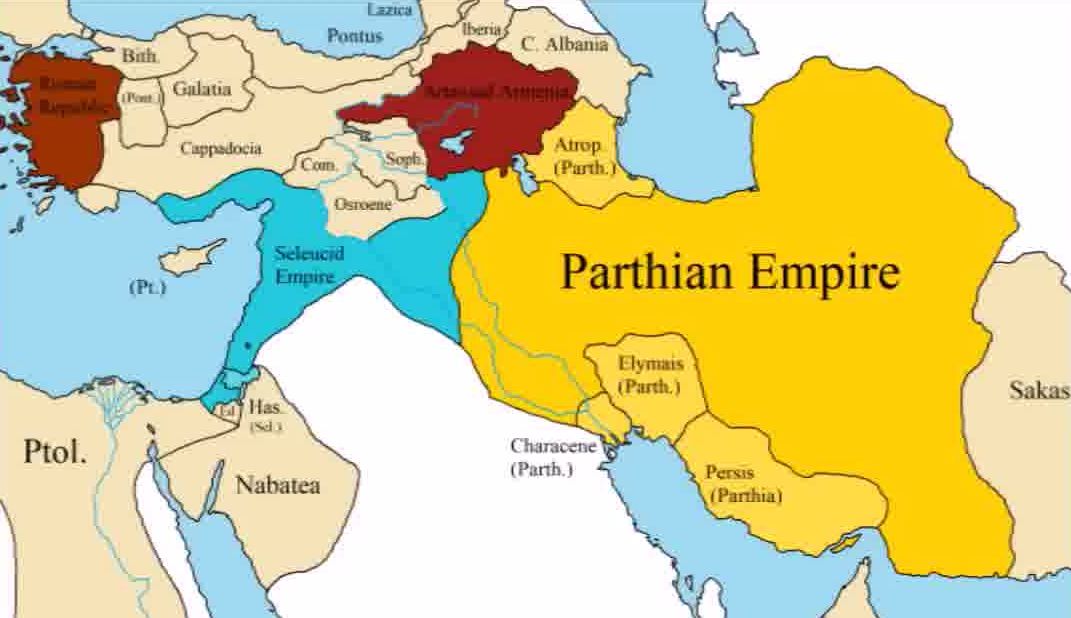 Lazica
Pontus
Iberia
C. Albania
Bith.
Roman
Republic
(Pont.)
Galatia
Artaxiad Armenia
Cappadocia
Com.
Soph.
Atrop.
(Parth.)
Osroene
Seleucid
Empire
Parthian Empire
(Pt.)
Elymais
(Parth.)
Sakas
Ed.
Has.
(Sel.)
Ptol.
Nabatea
Characene
(Parth.)
Persis
(Parthia)